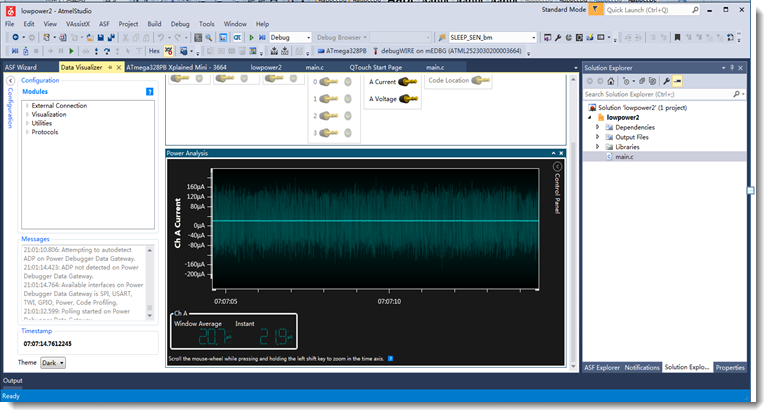 lowpower2 - AtmelStudio
Standard Mode
Quick Launch (Ctrl+Q)
File Edit View VAssistX ASF Project Build Debug Tools Window Help
Debug
Debug Browser
SLEEP_SEN_bm
Hex
ATmega328PB
debugWIRE on mEDBG (ATML2523030200003664)
ASF Wizard
Data Visualizer
ATmega328PB Xplained Mini - 3664
lowpower2
main.c
QTouch Start Page
main.c
Configuration
Configuration
Modules
External Connection
Visualization
Utilities
Protocols
0
1
2
3
A Current
A Voltage
Code Location
Power Analysis
Control Panel
Ch A Current
160µA
120µA
80µA
0µA
-40µA
-80µA
-160µA
-200µA
07:07:05
07:07:10
Ch A
Window Average
Instant
20.7
21.9
Scroll the mouse-wheel while pressing and holding the left shift key to zoom in the time axis.
Messages
21:01:10.806: Attempting to autodetect
ADP on Power Debugger Data Gateway.
21:01:14.423: ADP not detected on Power
Debugger Data Gateway.
21:01:14.764: Available interfaces on Power
Debugger Data Gateway is SPI, USART,
TWI, GPIO, Power, Code Profiling.
21:01:32.599: Polling started on Power
Debugger Data Gateway
Timestamp
07:07:14.7612245
Theme
Dark
Solution Explorer
Search Solution Explorer (Ctrl+;)
Solution 'lowpower2' (1 project)
lowpower2
Dependencies
Output Files
Libraries
main.c
ASF Explorer
Notifications
Solution Explo...
Properties
Output
Ready